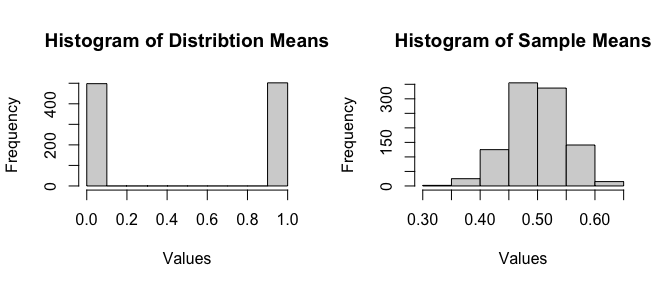 Histogram of Distribtion Means
Frequency
0 200 400
0.0 0.2 0.4 0.6 0.8 1.0
Values
Histogram of Sample Means
Frequency
0 150 300
0.30 0.40 0.50 0.60
Values